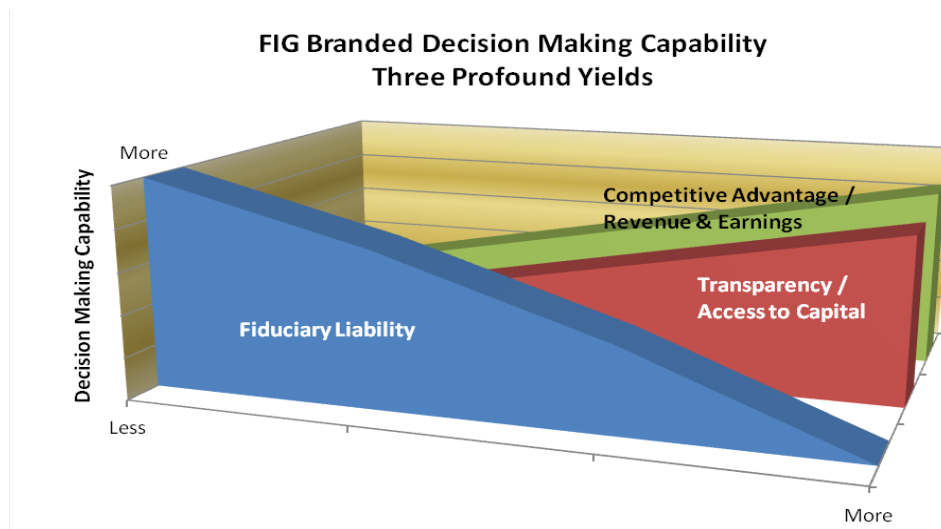 FIG Branded Decision Making Capability
Three Profound Yields
More
Decision Making Capability
Competitive Advantage /
Revenue & Earnings
Transparency /
Access to Capital
Fiduciary Liability
Less
More